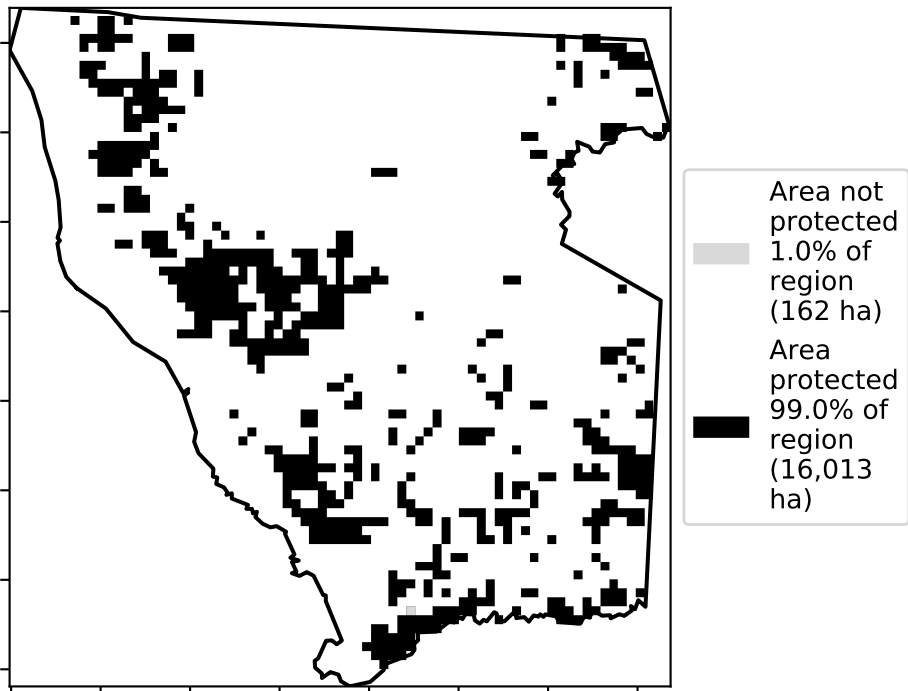 Area not
protected
1.0% of
region
(162 ha)
Area
protected
99.0% of
region
(16,013
ha)